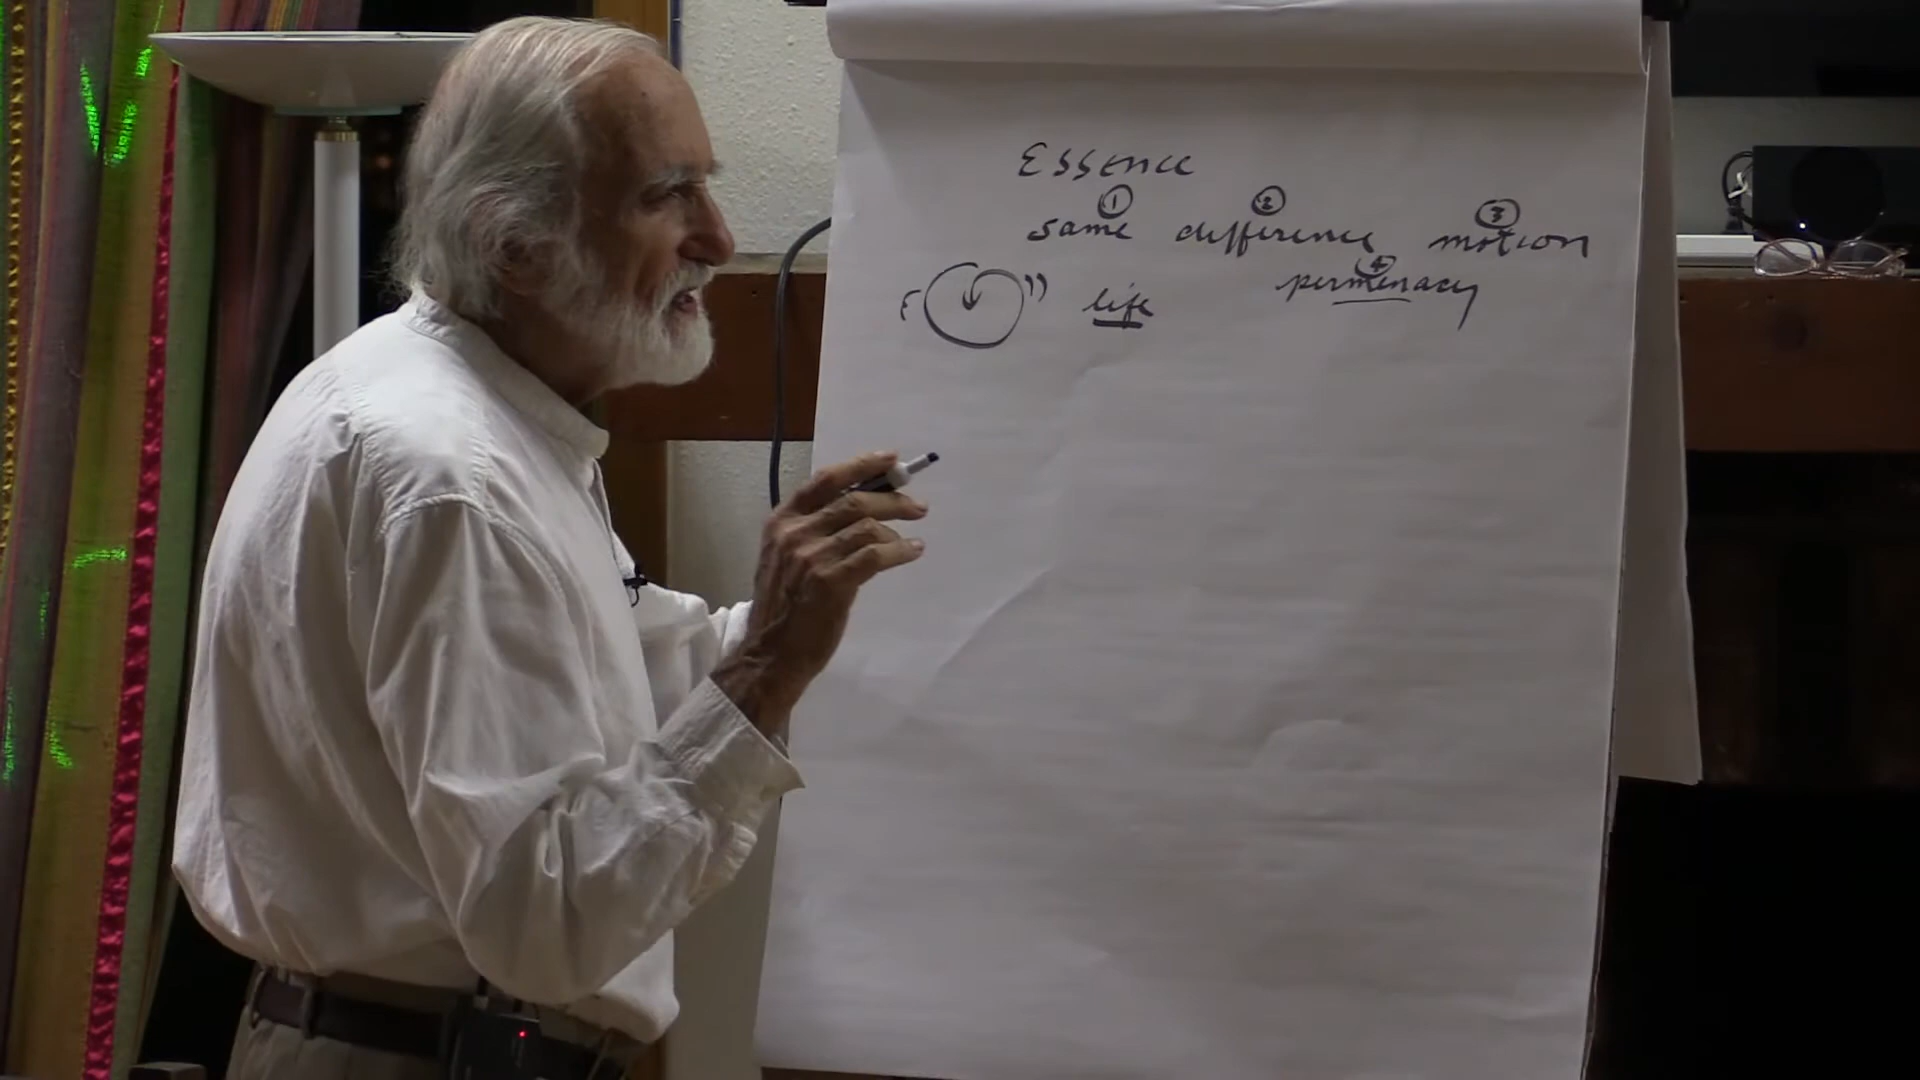 Essence
① ② ③
same difference motion
④
life permenacy